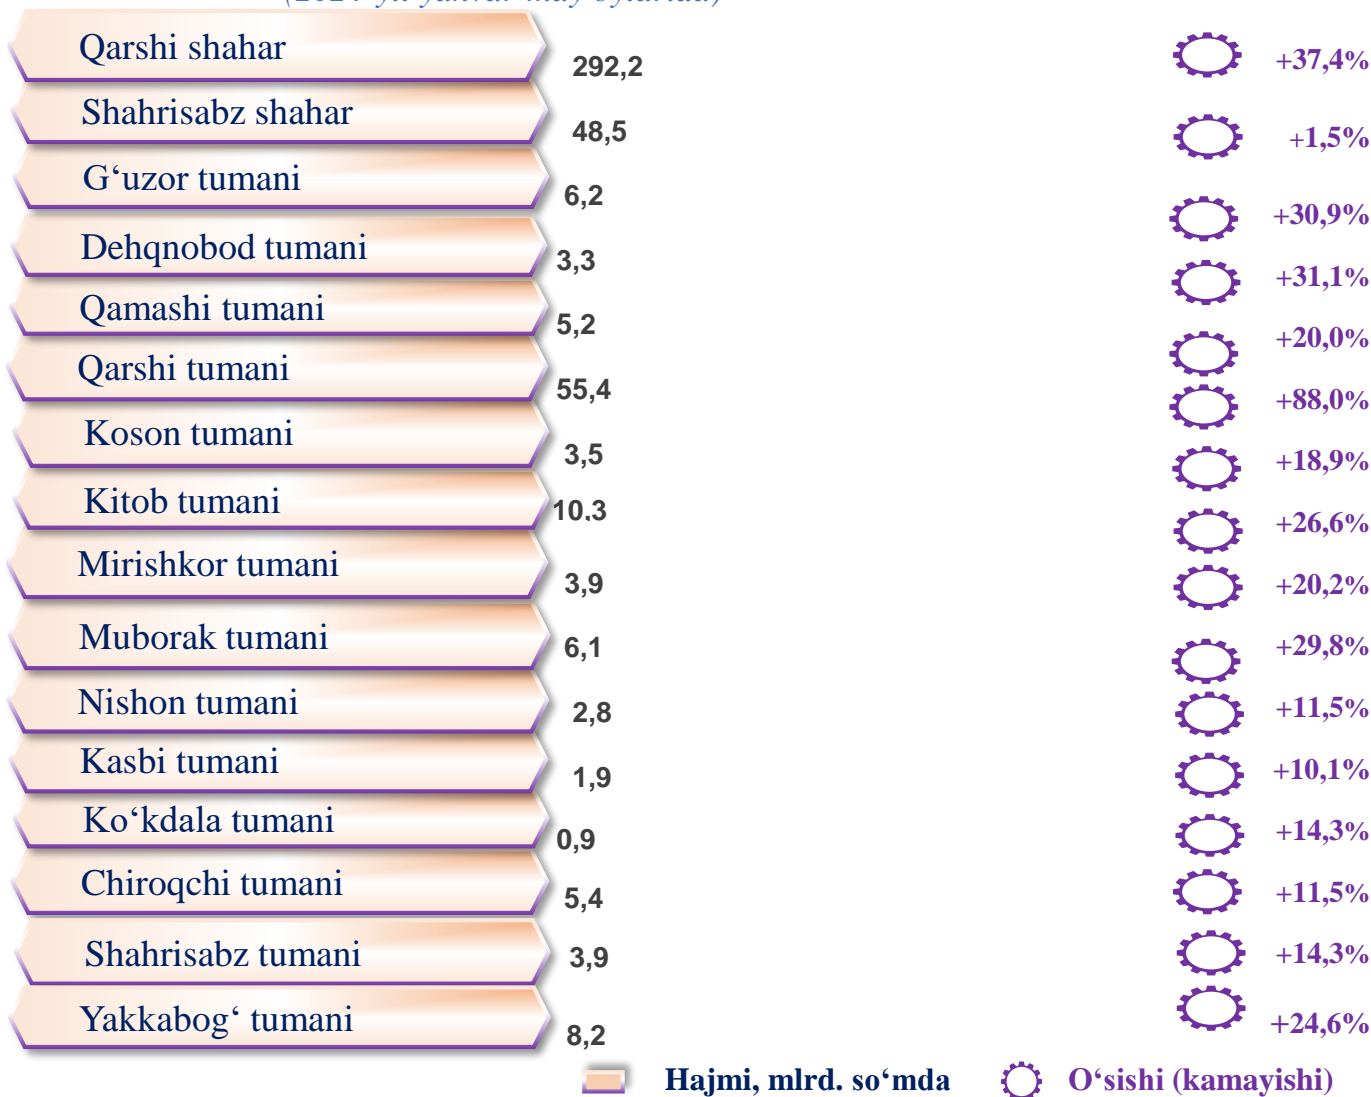 Qarshi shahar 292,2 +37,4%
Shahrisabz shahar 48,5 +1,5%
G‘uzor tumani 6,2 +30,9%
Dehqnobod tumani 3,3 +31,1%
Qamashi tumani 5,2 +20,0%
Qarshi tumani 55,4 +88,0%
Koson tumani 3,5 +18,9%
Kitob tumani 10,3 +26,6%
Mirishkor tumani 3,9 +20,2%
Muborak tumani 6,1 +29,8%
Nishon tumani 2,8 +11,5%
Kasbi tumani 1,9 +10,1%
Ko‘kdala tumani 0,9 +14,3%
Chiroqchi tumani 5,4 +11,5%
Shahrisabz tumani 3,9 +14,3%
Yakkabog‘ tumani 8,2 +24,6%
Hajmi, mlrd. so‘mda O‘sishi (kamayishi)